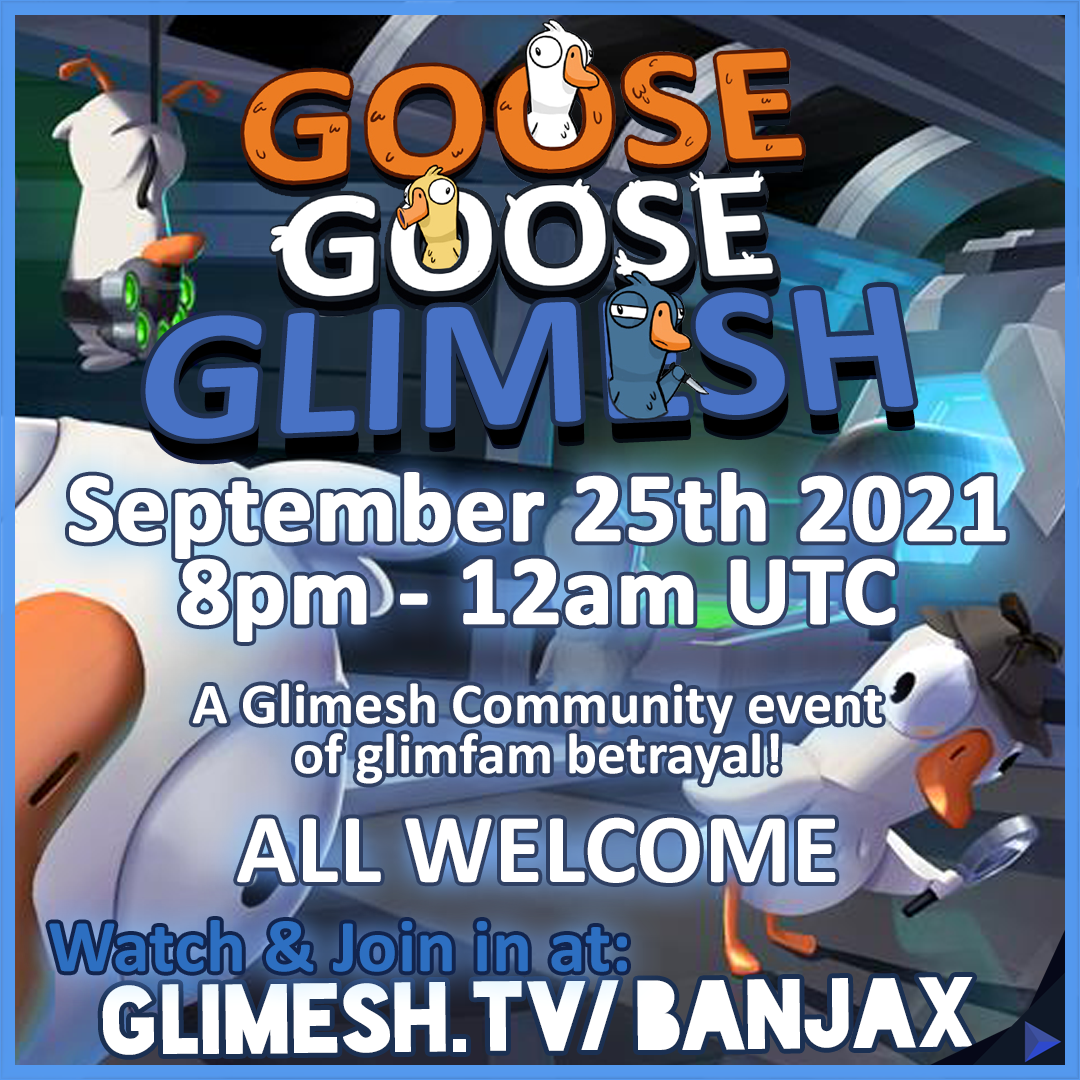 GOOSE
GOOSE
GLIMESH
September 25th 2021
8pm - 12am UTC
A Glimesh Community event
of glimfam betrayal!
ALL WELCOME
Watch & Join in at:
GLIMESH.TV/BANJAX